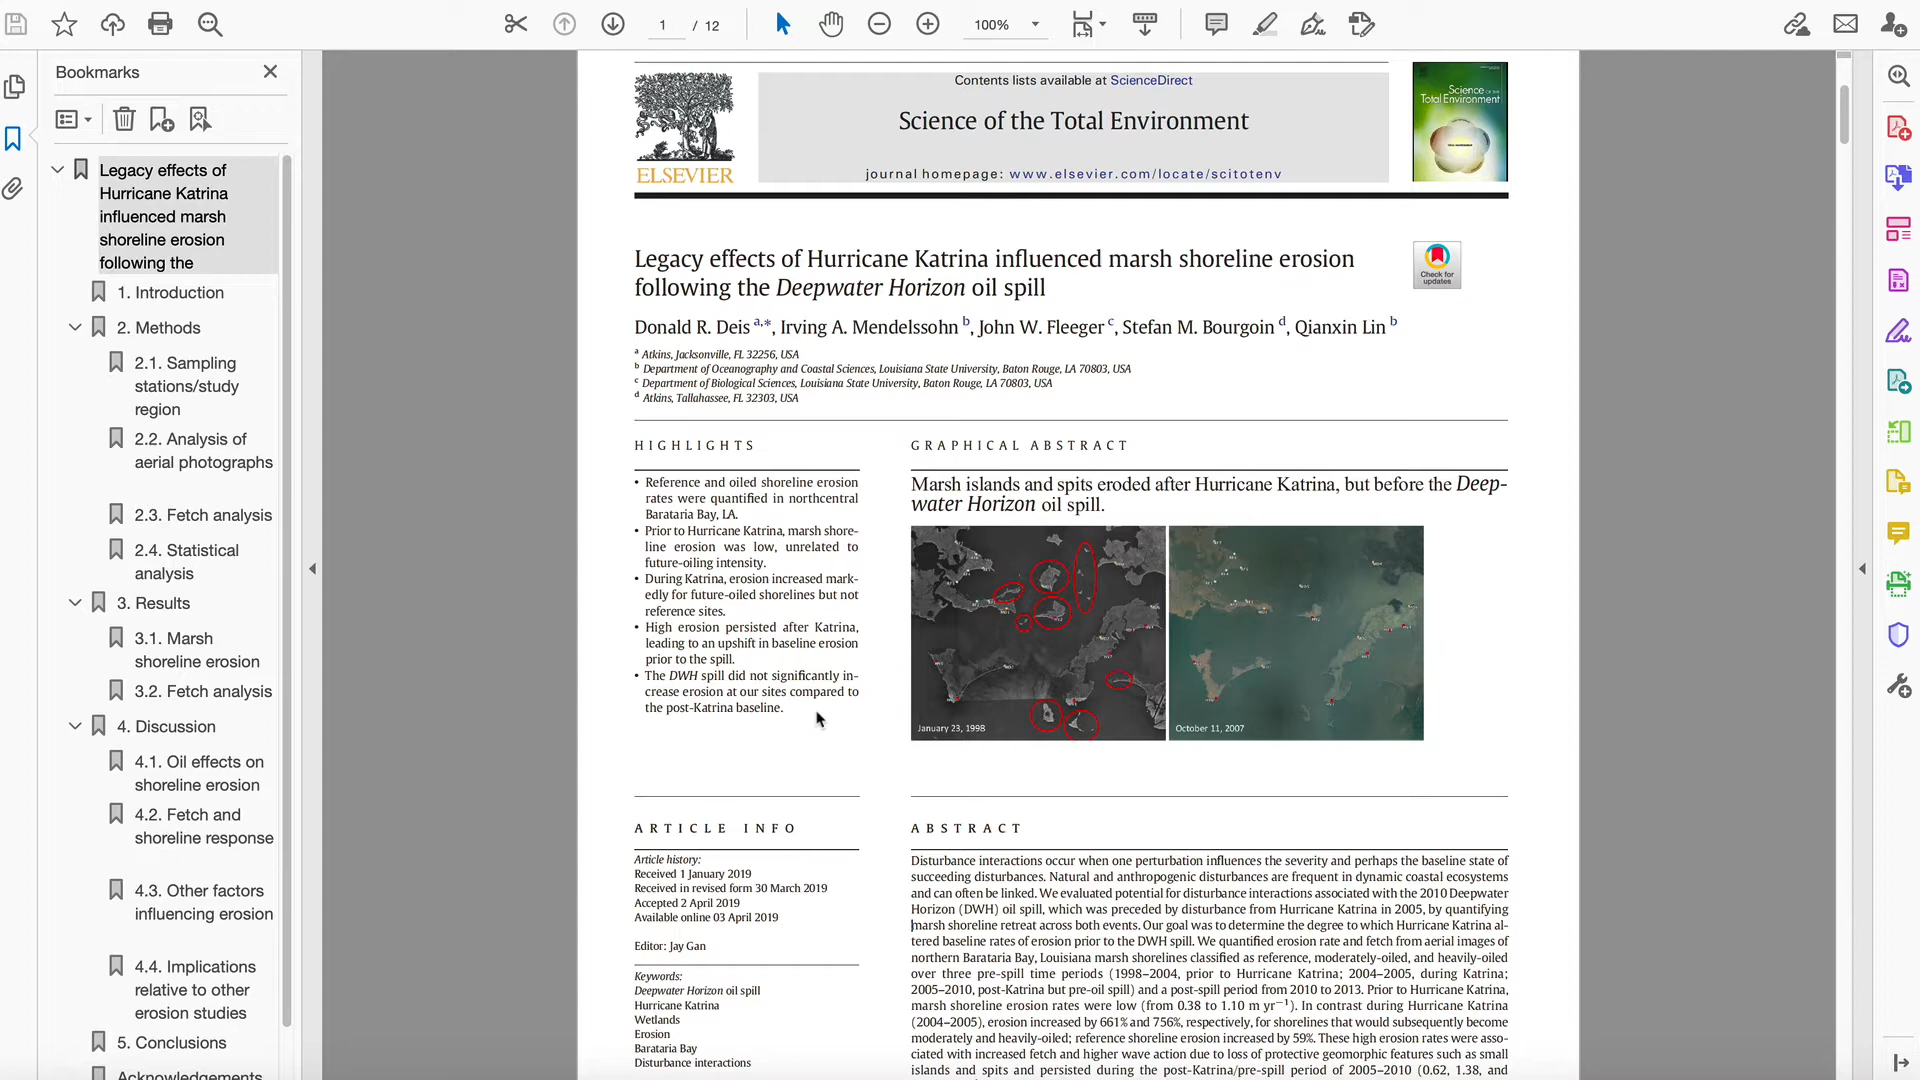 1 / 12
100%
Bookmarks
Legacy effects of
Hurricane Katrina
influenced marsh
shoreline erosion
following the
1. Introduction
2. Methods
2.1. Sampling
stations/study
region
2.2. Analysis of
aerial photographs
2.3. Fetch analysis
2.4. Statistical
analysis
3. Results
3.1. Marsh
shoreline erosion
3.2. Fetch analysis
4. Discussion
4.1. Oil effects on
shoreline erosion
4.2. Fetch and
shoreline response
4.3. Other factors
influencing erosion
4.4. Implications
relative to other
erosion studies
5. Conclusions
Acknowledgements
ELSEVIER
Contents lists available at ScienceDirect
Science of the Total Environment
journal homepage: www.elsevier.com/locate/scitotenv
Science OF THE
Total Environment
Legacy effects of Hurricane Katrina influenced marsh shoreline erosion
following the Deepwater Horizon oil spill
Check for
updates
Donald R. Deis a,*, Irving A. Mendelssohn b, John W. Fleeger c, Stefan M. Bourgoin d, Qianxin Lin b
a Atkins, Jacksonville, FL 32256, USA
b Department of Oceanography and Coastal Sciences, Louisiana State University, Baton Rouge, LA 70803, USA
c Department of Biological Sciences, Louisiana State University, Baton Rouge, LA 70803, USA
d Atkins, Tallahassee, FL 32303, USA
HIGHLIGHTS
• Reference and oiled shoreline erosion
rates were quantified in northcentral
Barataria Bay, LA.
• Prior to Hurricane Katrina, marsh shore-
line erosion was low, unrelated to
future-oiling intensity.
• During Katrina, erosion increased mark-
edly for future-oiled shorelines but not
reference sites.
• High erosion persisted after Katrina,
leading to an upshift in baseline erosion
prior to the spill.
• The DWH spill did not significantly in-
crease erosion at our sites compared to
the post-Katrina baseline.
GRAPHICAL ABSTRACT
Marsh islands and spits eroded after Hurricane Katrina, but before the Deep-
water Horizon oil spill.
January 23, 1998
October 11, 2007
ARTICLE INFO
Article history:
Received 1 January 2019
Received in revised form 30 March 2019
Accepted 2 April 2019
Available online 03 April 2019
Editor: Jay Gan
Keywords:
Deepwater Horizon oil spill
Hurricane Katrina
Wetlands
Erosion
Barataria Bay
Disturbance interactions
ABSTRACT
Disturbance interactions occur when one perturbation influences the severity and perhaps the baseline state of
succeeding disturbances. Natural and anthropogenic disturbances are frequent in dynamic coastal ecosystems
and can often be linked. We evaluated potential for disturbance interactions associated with the 2010 Deepwater
Horizon (DWH) oil spill, which was preceded by disturbance from Hurricane Katrina in 2005, by quantifying
marsh shoreline retreat across both events. Our goal was to determine the degree to which Hurricane Katrina al-
tered baseline rates of erosion prior to the DWH spill. We quantified erosion rate and fetch from aerial images of
northern Barataria Bay, Louisiana marsh shorelines classified as reference, moderately-oiled, and heavily-oiled
over three pre-spill time periods (1998–2004, prior to Hurricane Katrina; 2004–2005, during Katrina;
2005–2010, post-Katrina but pre-oil spill) and a post-spill period from 2010 to 2013. Prior to Hurricane Katrina,
marsh shoreline erosion rates were low (from 0.38 to 1.10 m yr−1). In contrast during Hurricane Katrina
(2004–2005), erosion increased by 661% and 756%, respectively, for shorelines that would subsequently become
moderately and heavily-oiled; reference shoreline erosion increased by 59%. These high erosion rates were asso-
ciated with increased fetch and higher wave action due to loss of protective geomorphic features such as small
islands and spits and persisted during the post-Katrina/pre-spill period of 2005–2010 (0.62, 1.38, and